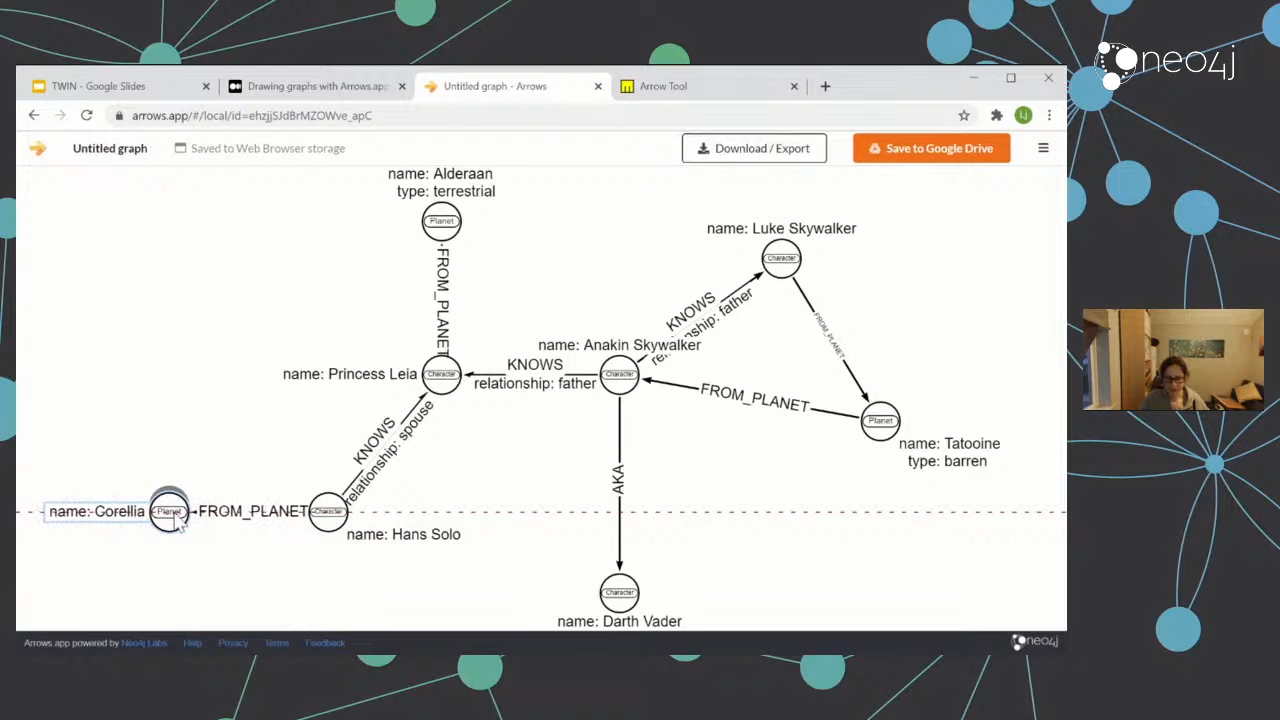 neo4j
TWIN - Google Slides
Drawing graphs with Arrows.app
Untitled graph - Arrows
Arrow Tool
arrows.app/#/local/id=ehzjjSJdBrMZOWve_apC
LJ
Untitled graph
Saved to Web Browser storage
Download / Export
Save to Google Drive
name: Alderaan
type: terrestrial
Planet
FROM_PLANET
name: Luke Skywalker
Character
KNOWS
relationship: father
FROM_PLANET
name: Anakin Skywalker
Character
KNOWS
relationship: father
name: Princess Leia
Character
FROM_PLANET
Planet
name: Tatooine
type: barren
KNOWS
relationship: spouse
AKA
name: Corellia
Planet
FROM_PLANET
Character
name: Hans Solo
Character
name: Darth Vader
Arrows.app powered by Neo4j Labs
Help
Privacy
Terms
Feedback
neo4j